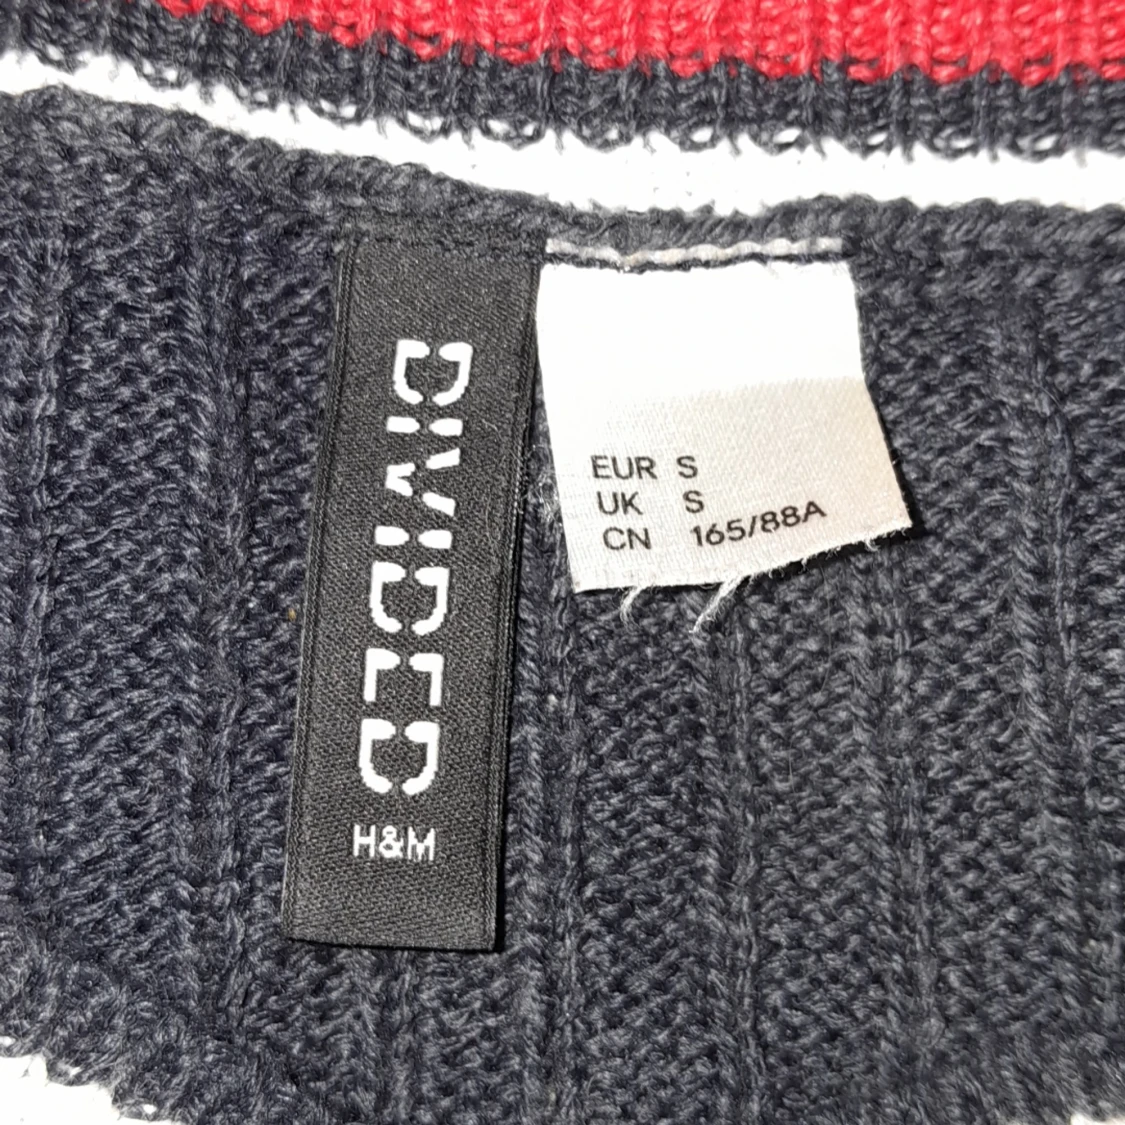 DIVIDED
H&M
EUR S
UK S
CN 165/88A